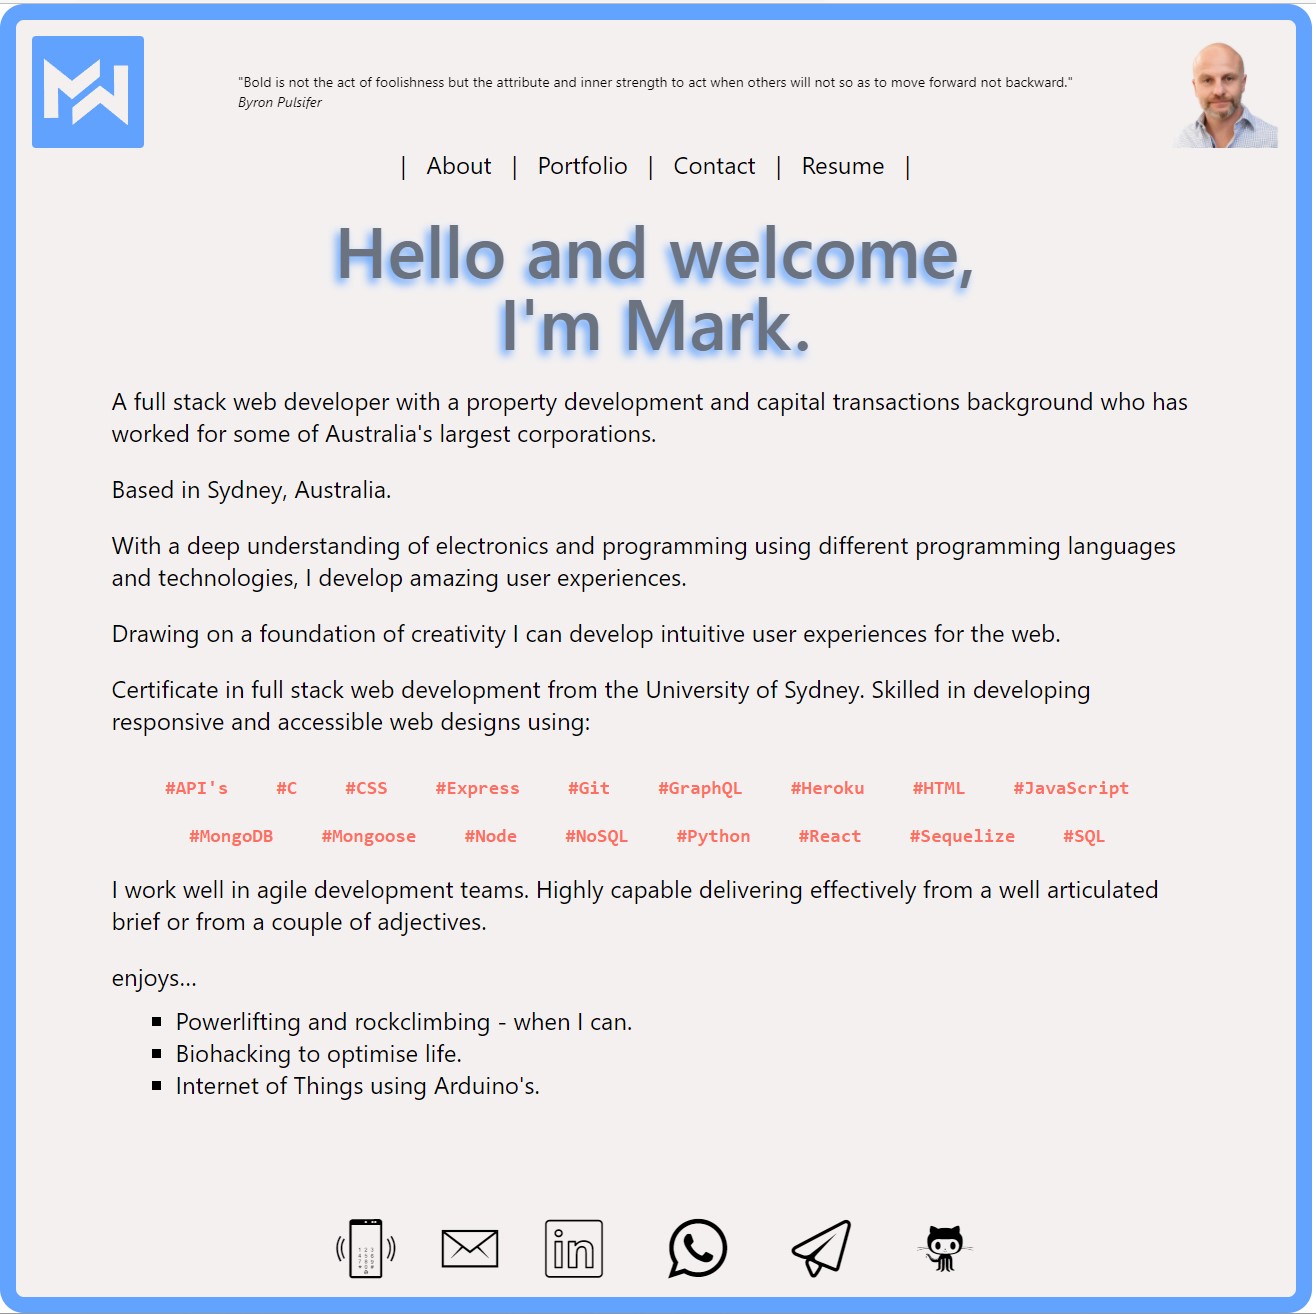 "Bold is not the act of foolishness but the attribute and inner strength to act when others will not so as to move forward not backward."
Byron Pulsifer
| About | Portfolio | Contact | Resume |
Hello and welcome,
I'm Mark.
A full stack web developer with a property development and capital transactions background who has
worked for some of Australia's largest corporations.
Based in Sydney, Australia.
With a deep understanding of electronics and programming using different programming languages
and technologies, I develop amazing user experiences.
Drawing on a foundation of creativity I can develop intuitive user experiences for the web.
Certificate in full stack web development from the University of Sydney. Skilled in developing
responsive and accessible web designs using:
#API's #C #CSS #Express #Git #GraphQL #Heroku #HTML #JavaScript
#MongoDB #Mongoose #Node #NoSQL #Python #React #Sequelize #SQL
I work well in agile development teams. Highly capable delivering effectively from a well articulated
brief or from a couple of adjectives.
enjoys...
Powerlifting and rockclimbing - when I can.
Biohacking to optimise life.
Internet of Things using Arduino's.
in